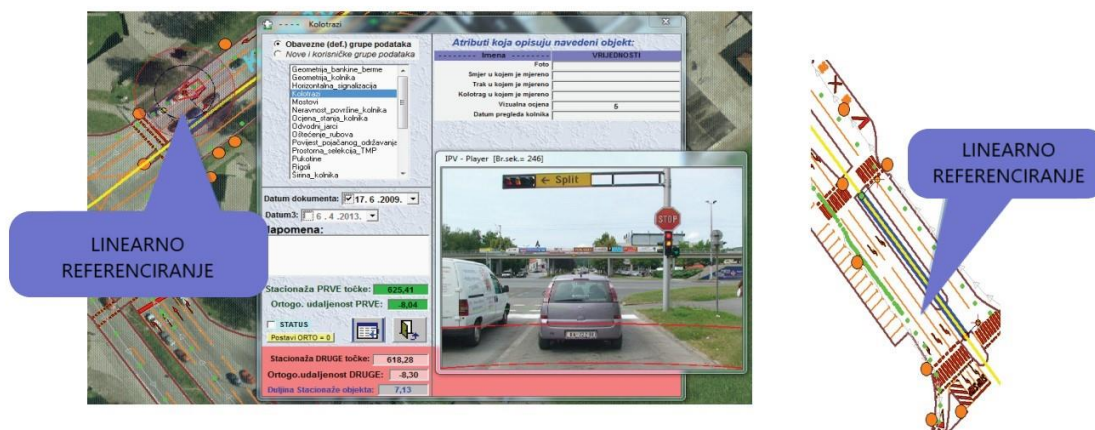 ---- Kolotrazi
Obavezne (def.) grupe podataka
Nove i korisničke grupe podataka
Geometrija_bankine_berme
Geometrija_kolnika
Horizontalna_signalizacija
Kolotrazi
Mostovi
Neravnost_površine_kolnika
Ocjena_stanja_kolnika
Odvodni_jarci
Oštećenje_rubova
Povijest_pojačanog_održavanja
Prostorna_selekcija_TMP
Pukotine
Rigoli
Širina_kolnika
Datum dokumenta: 17. 6 .2009.
Datum3: 6 . 4 .2013.
Napomena:
Stacionaža PRVE točke: 625,41
Ortogo. udaljenost PRVE: -8,04
STATUS
Postavi ORTO = 0
Stacionaža DRUGE točke: 618,28
Ortogo.udaljenost DRUGE: -8,30
Duljina Stacionaže objekta: 7,13
Atributi koja opisuju navedeni objekt:
Imena VRIJEDNOSTI
Foto
Smjer u kojem je mjereno
Trak u kojem je mjereno
Kolotrag u kojem je mjereno
Vizualna ocjena 5
Datum pregleda kolnika
IPV - Player [Br.sek.= 246]
← Split
STOP
LINEARNO
REFERENCIRANJE
LINEARNO
REFERENCIRANJE